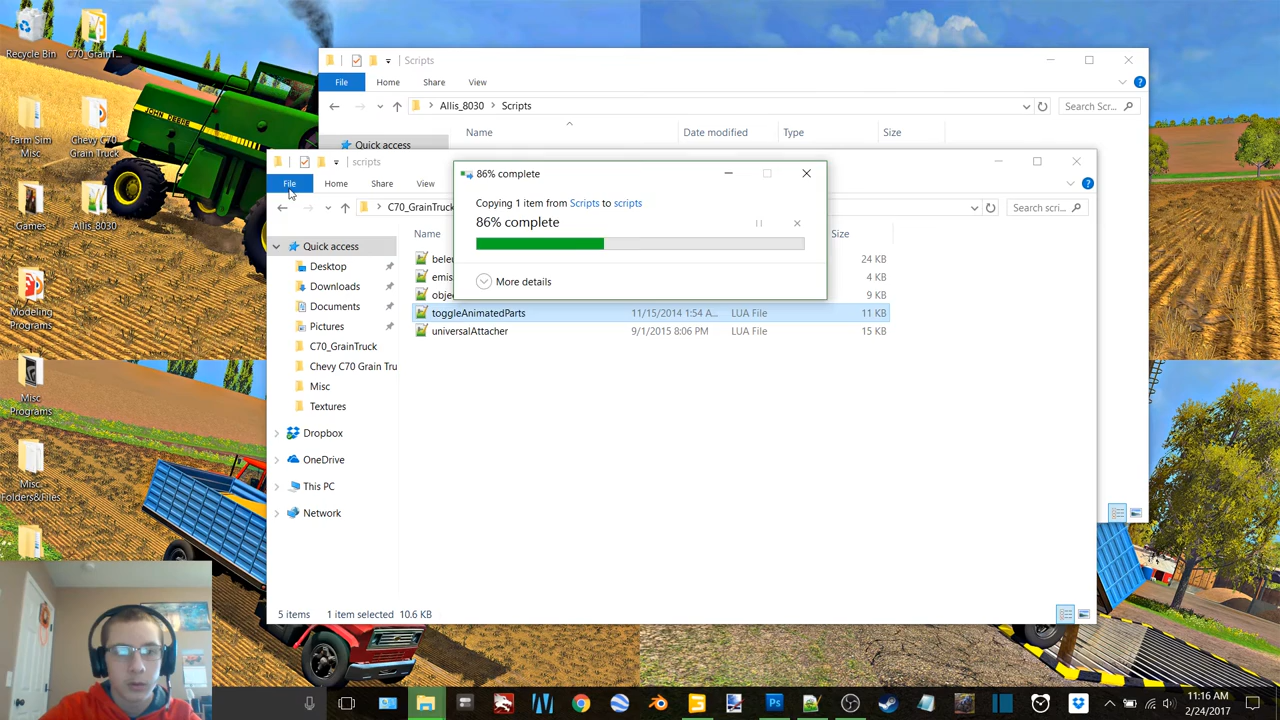 Recycle Bin
C70_GrainT...
Farm Sim
Misc
Chevy C70
Grain Truck
Games
Allis_8030
Modeling
Programs
Misc
Programs
Misc
Folders&Files
JOHN DEERE
Scripts
File
Home
Share
View
Allis_8030
Scripts
Search Scr...
Quick access
Name
Date modified
Type
Size
scripts
File
Home
Share
View
C70_GrainTruck
Search scri...
Quick access
Desktop
Downloads
Documents
Pictures
C70_GrainTruck
Chevy C70 Grain Tru
Misc
Textures
Dropbox
OneDrive
This PC
Network
Name
Size
beleu
24 KB
emis
4 KB
obje
9 KB
toggleAnimatedParts
11/15/2014 1:54 A...
LUA File
11 KB
universalAttacher
9/1/2015 8:06 PM
LUA File
15 KB
5 items
1 item selected
10.6 KB
86% complete
Copying 1 item from Scripts to scripts
86% complete
More details
11:16 AM
2/24/2017